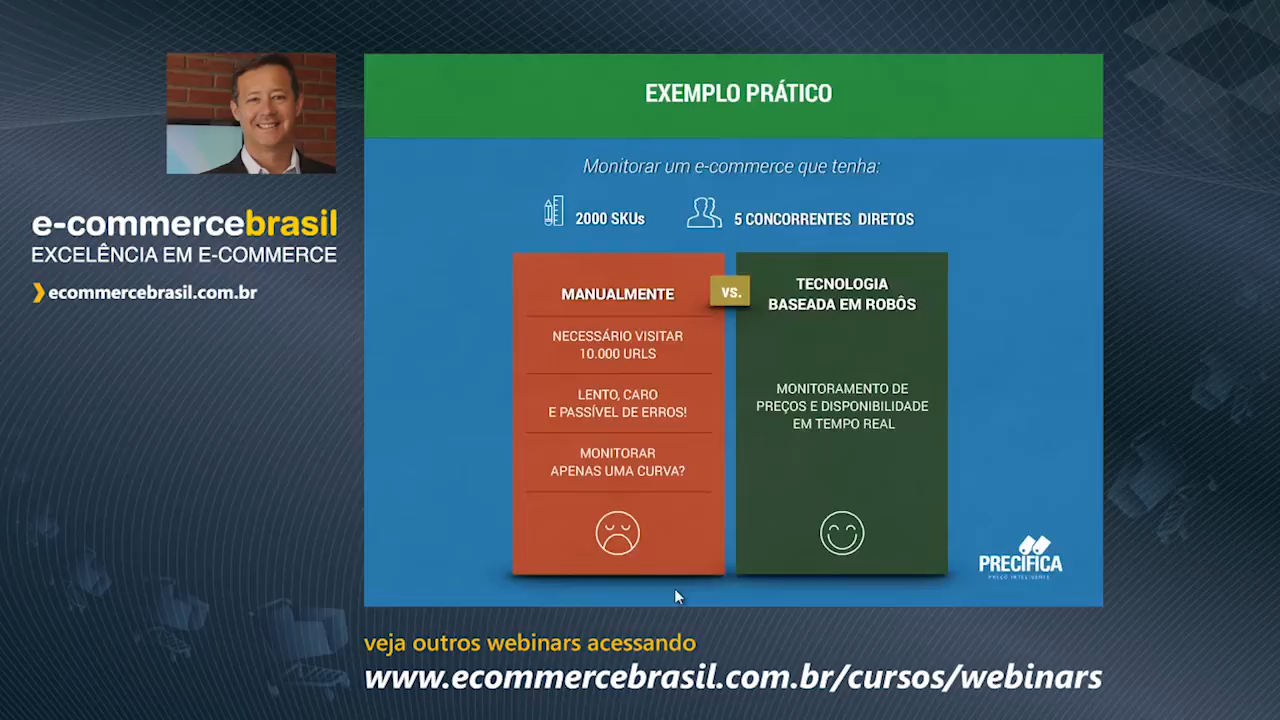 EXEMPLO PRÁTICO
Monitorar um e-commerce que tenha:
2000 SKUs
5 CONCORRENTES DIRETOS
MANUALMENTE
NECESSÁRIO VISITAR
10.000 URLS
LENTO, CARO
E PASSÍVEL DE ERROS!
MONITORAR
APENAS UMA CURVA?
vs.
TECNOLOGIA
BASEADA EM ROBÔS
MONITORAMENTO DE
PREÇOS E DISPONIBILIDADE
EM TEMPO REAL
PRECIFICA
PREÇO INTELIGENTE
e-commercebrasil
EXCELÊNCIA EM E-COMMERCE
ecommercebrasil.com.br
veja outros webinars acessando
www.ecommercebrasil.com.br/cursos/webinars